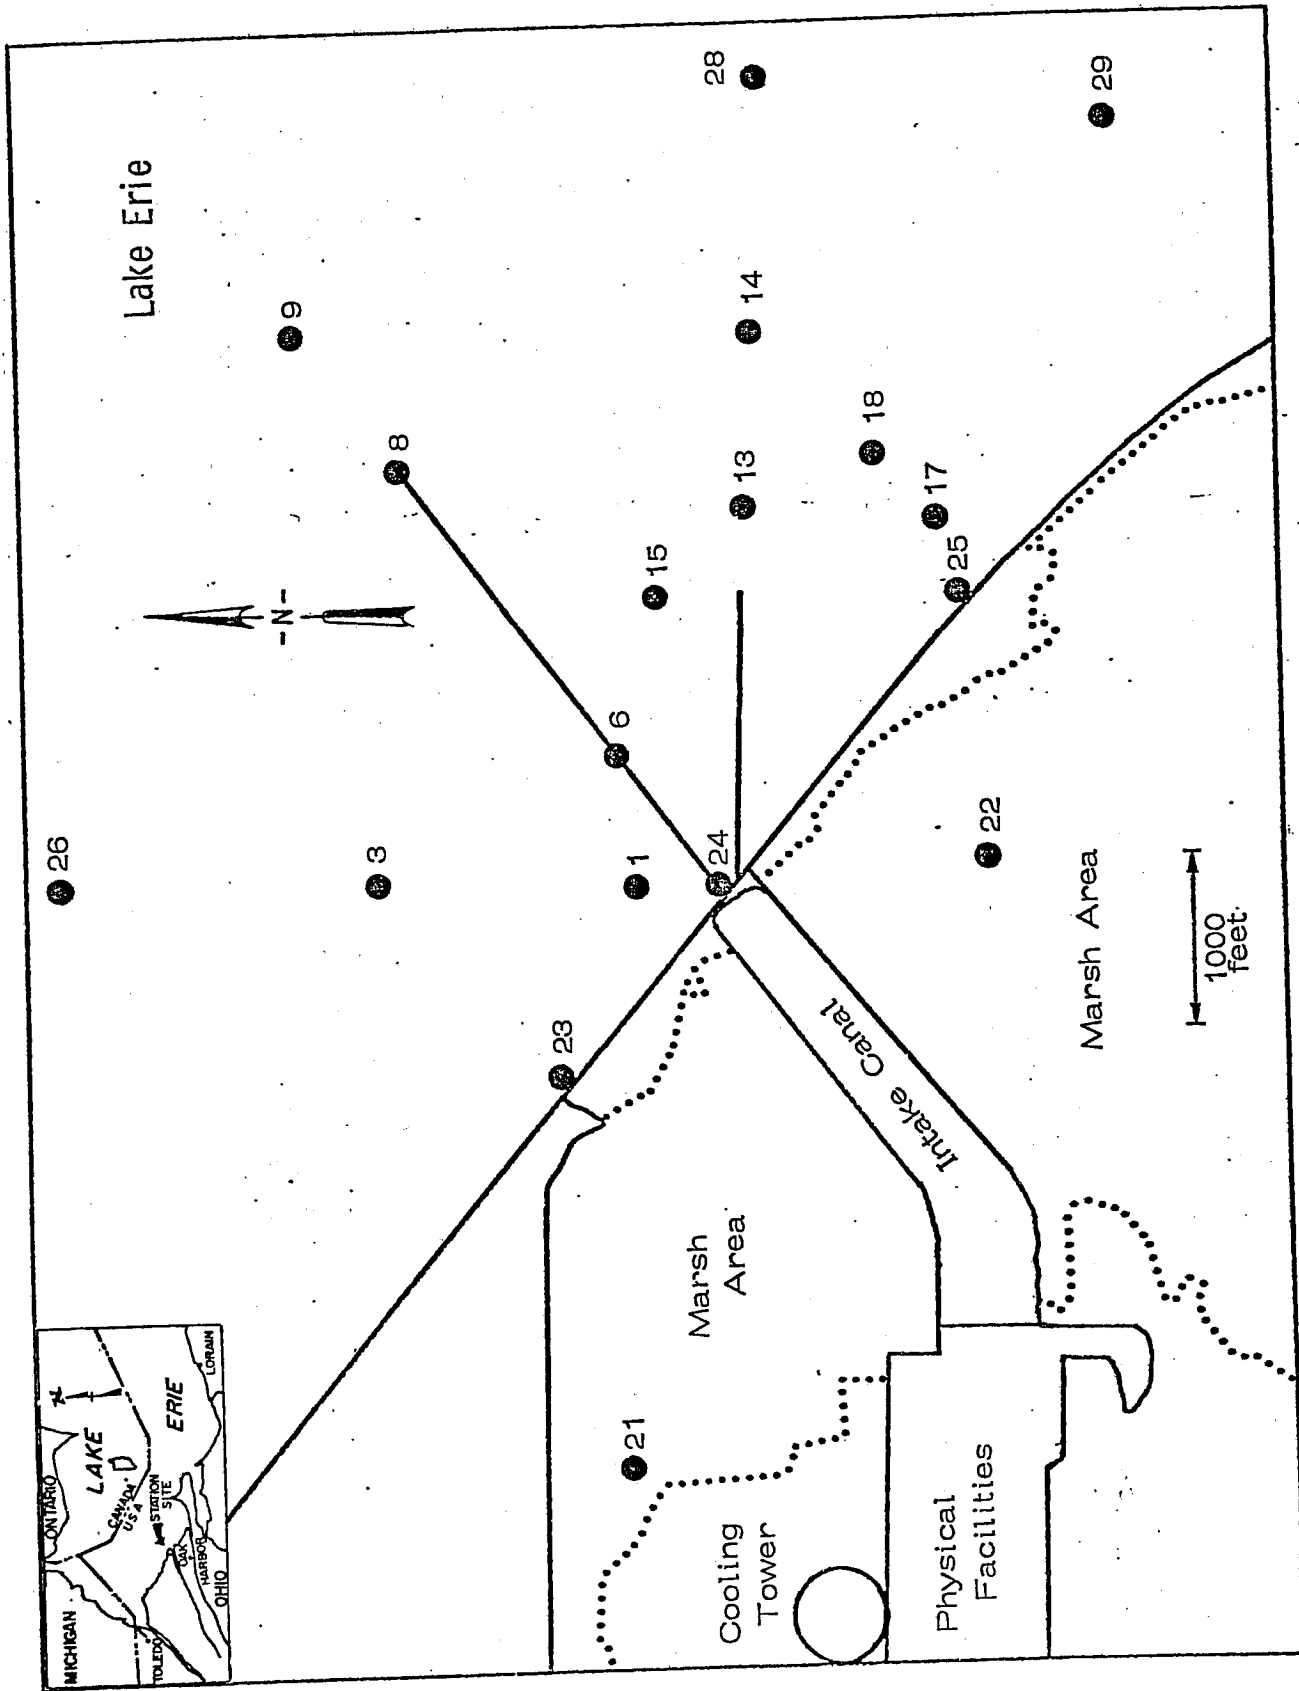 Lake Erie
26
28
9
8
3
-N-
6
15
14
29
13
18
1
24
17
23
25
22
Marsh Area
Intake Canal
1000
feet
Marsh
Area
21
Cooling
Tower
Physical
Facilities
ONTARIO
N
LAKE
ERIE
CANADA
U S A
STATION
SITE
MICHIGAN
TOLEDO
OAK
HARBOR
OHIO
LORAIN